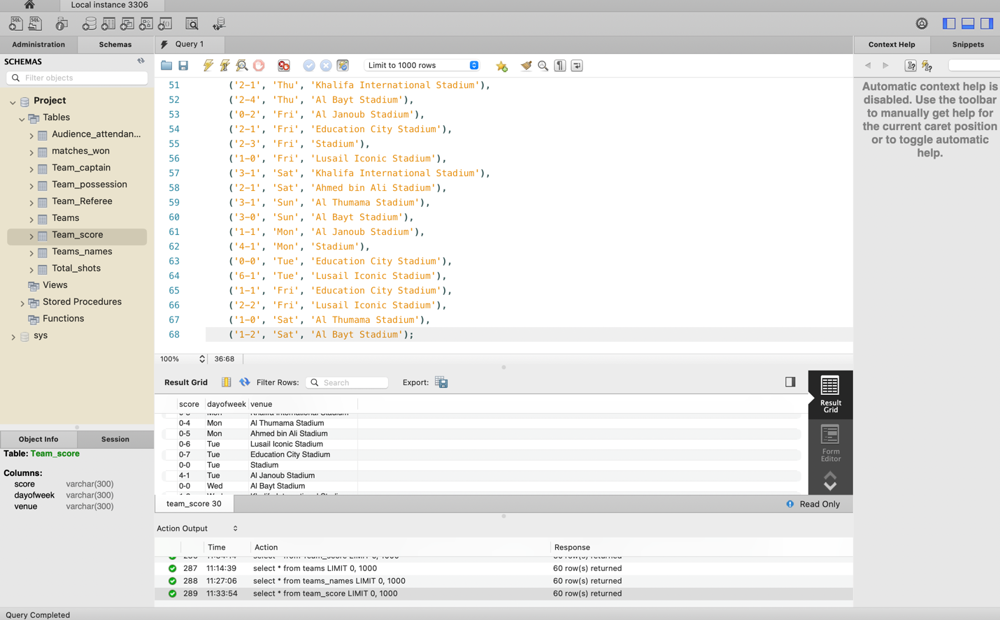 Local instance 3306
Administration
Schemas
Query 1
Context Help
Snippets
SCHEMAS
Filter objects
Limit to 1000 rows
Project
Tables
Audience_attendan...
matches_won
Team_captain
Team_possession
Team_Referee
Teams
Team_score
Teams_names
Total_shots
Views
Stored Procedures
Functions
sys
51 ('2-1', 'Thu', 'Khalifa International Stadium'),
52 ('2-4', 'Thu', 'Al Bayt Stadium'),
53 ('0-2', 'Fri', 'Al Janoub Stadium'),
54 ('2-1', 'Fri', 'Education City Stadium'),
55 ('2-3', 'Fri', 'Stadium'),
56 ('1-0', 'Fri', 'Lusail Iconic Stadium'),
57 ('3-1', 'Sat', 'Khalifa International Stadium'),
58 ('2-1', 'Sat', 'Ahmed bin Ali Stadium'),
59 ('3-1', 'Sun', 'Al Thumama Stadium'),
60 ('3-0', 'Sun', 'Al Bayt Stadium'),
61 ('1-1', 'Mon', 'Al Janoub Stadium'),
62 ('4-1', 'Mon', 'Stadium'),
63 ('0-0', 'Tue', 'Education City Stadium'),
64 ('6-1', 'Tue', 'Lusail Iconic Stadium'),
65 ('1-1', 'Fri', 'Education City Stadium'),
66 ('2-2', 'Fri', 'Lusail Iconic Stadium'),
67 ('1-0', 'Sat', 'Al Thumama Stadium'),
68 ('1-2', 'Sat', 'Al Bayt Stadium');
100% 36:68
Automatic context help is
disabled. Use the toolbar
to manually get help for
the current caret position
or to toggle automatic
help.
Result Grid Filter Rows: Search Export:
score dayofweek venue
0-4 Mon Al Thumama Stadium
0-5 Mon Ahmed bin Ali Stadium
0-6 Tue Lusail Iconic Stadium
0-7 Tue Education City Stadium
0-0 Tue Stadium
4-1 Tue Al Janoub Stadium
0-0 Wed Al Bayt Stadium
Result
Grid
Form
Editor
Object Info
Session
Table: Team_score
Columns:
score varchar(300)
dayofweek varchar(300)
venue varchar(300)
team_score 30
Read Only
Action Output
Time Action Response
287 11:14:39 select * from teams LIMIT 0, 1000 60 row(s) returned
288 11:27:06 select * from teams_names LIMIT 0, 1000 60 row(s) returned
289 11:33:54 select * from team_score LIMIT 0, 1000 60 row(s) returned
Query Completed